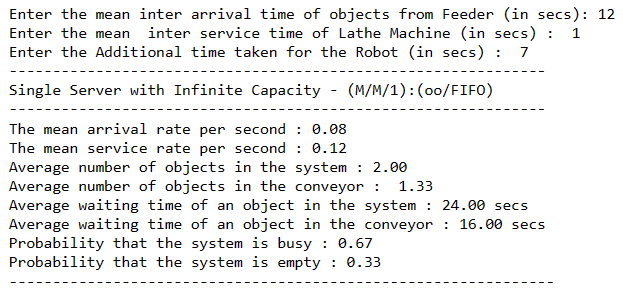 Enter the mean inter arrival time of objects from Feeder (in secs): 12
Enter the mean  inter service time of Lathe Machine (in secs) :  1
Enter the Additional time taken for the Robot (in secs) :  7
--------------------------------------------------------------
Single Server with Infinite Capacity - (M/M/1):(oo/FIFO)
--------------------------------------------------------------
The mean arrival rate per second : 0.08
The mean service rate per second : 0.12
Average number of objects in the system : 2.00
Average number of objects in the conveyor :  1.33
Average waiting time of an object in the system : 24.00 secs
Average waiting time of an object in the conveyor : 16.00 secs
Probability that the system is busy : 0.67
Probability that the system is empty : 0.33
---------------------------------------------------------------